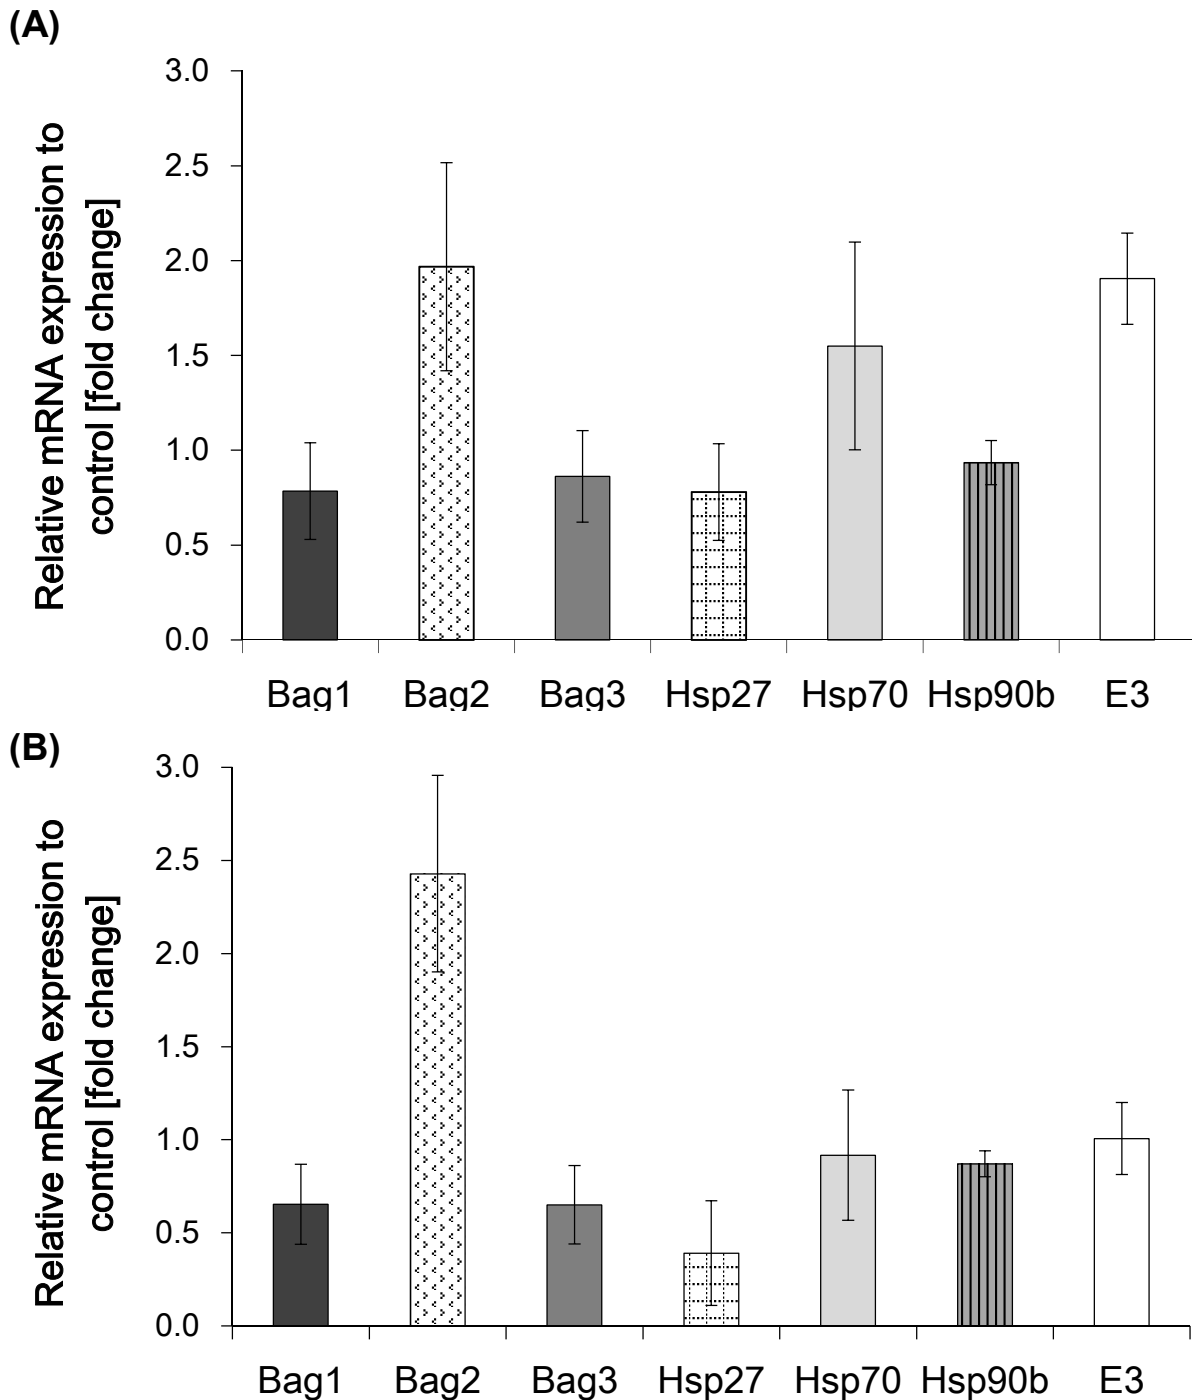 (A)
Relative mRNA expression to
control [fold change]
3.0
2.5
2.0
1.5
1.0
0.5
0.0
Bag1 Bag2 Bag3 Hsp27 Hsp70 Hsp90b E3
(B)
Relative mRNA expression to
control [fold change]
3.0
2.5
2.0
1.5
1.0
0.5
0.0
Bag1 Bag2 Bag3 Hsp27 Hsp70 Hsp90b E3